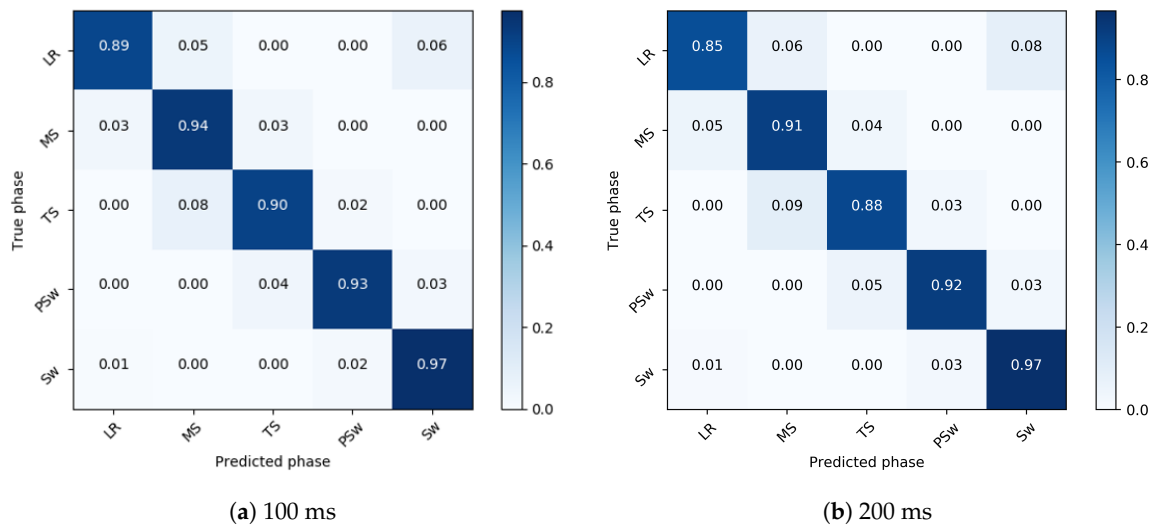 LR 0.89 0.05 0.00 0.00 0.06
MS 0.03 0.94 0.03 0.00 0.00
TS 0.00 0.08 0.90 0.02 0.00
PSw 0.00 0.00 0.04 0.93 0.03
Sw 0.01 0.00 0.00 0.02 0.97
LR MS TS PSw Sw
True phase
Predicted phase
0.8
0.6
0.4
0.2
0.0
(a) 100 ms
LR 0.85 0.06 0.00 0.00 0.08
MS 0.05 0.91 0.04 0.00 0.00
TS 0.00 0.09 0.88 0.03 0.00
PSw 0.00 0.00 0.05 0.92 0.03
Sw 0.01 0.00 0.00 0.03 0.97
LR MS TS PSw Sw
True phase
Predicted phase
0.8
0.6
0.4
0.2
0.0
(b) 200 ms